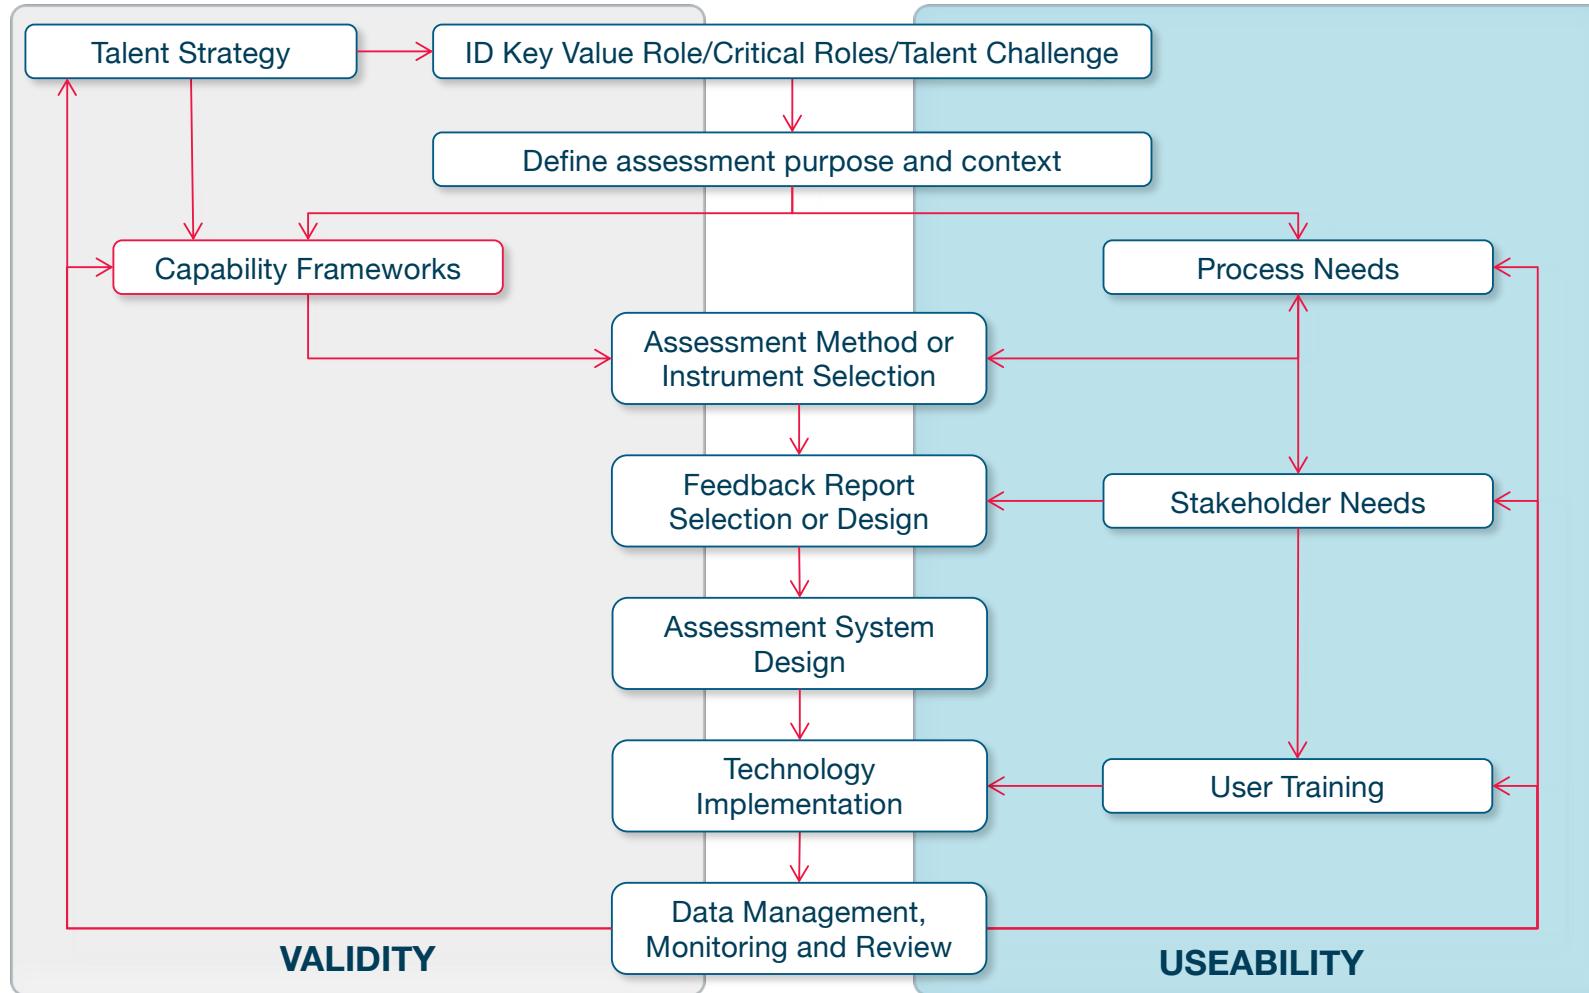 Talent Strategy
ID Key Value Role/Critical Roles/Talent Challenge
Define assessment purpose and context
Capability Frameworks
Process Needs
Assessment Method or
Instrument Selection
Feedback Report
Selection or Design
Stakeholder Needs
Assessment System
Design
Technology
Implementation
User Training
Data Management,
Monitoring and Review
VALIDITY
USEABILITY